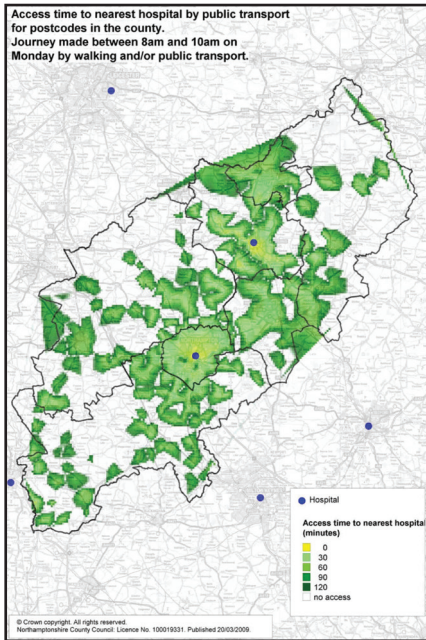 Access time to nearest hospital by public transport
for postcodes in the county.
Journey made between 8am and 10am on
Monday by walking and/or public transport.
Hospital
Access time to nearest hospital
(minutes)
0
30
60
90
120
no access
© Crown copyright. All rights reserved.
Northamptonshire County Council: Licence No. 100019331. Published 20/03/2009.